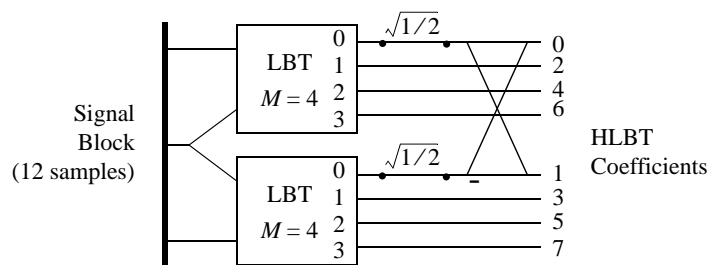 Signal
Block
(12 samples)
LBT
M = 4
0
1
2
3
√1/2
0
2
4
6
LBT
M = 4
0
1
2
3
√1/2
-
1
3
5
7
HLBT
Coefficients